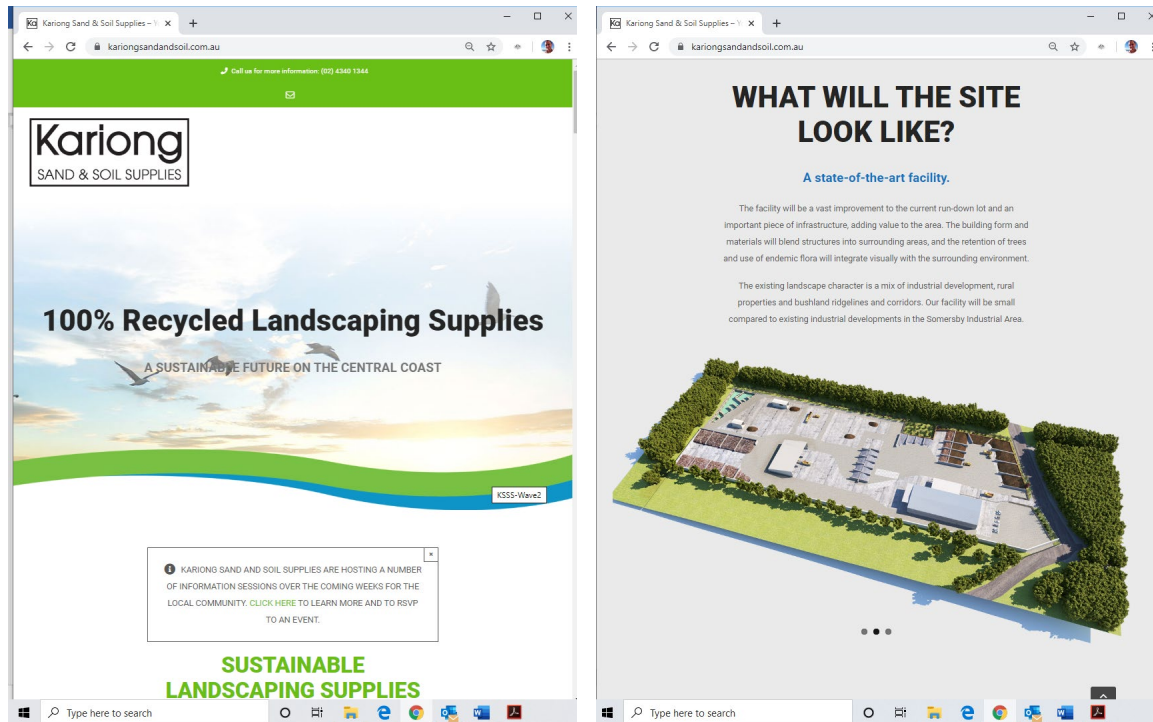 Kariong Sand & Soil Supplies – Y
kariongsandandsoil.com.au
Call us for more information: (02) 4340 1344
Kariong
SAND & SOIL SUPPLIES
100% Recycled Landscaping Supplies
A SUSTAINABLE FUTURE ON THE CENTRAL COAST
KSSS-Wave2
KARIONG SAND AND SOIL SUPPLIES ARE HOSTING A NUMBER
OF INFORMATION SESSIONS OVER THE COMING WEEKS FOR THE
LOCAL COMMUNITY. CLICK HERE TO LEARN MORE AND TO RSVP
TO AN EVENT.
SUSTAINABLE
LANDSCAPING SUPPLIES
Type here to search
Kariong Sand & Soil Supplies – Y
kariongsandandsoil.com.au
WHAT WILL THE SITE
LOOK LIKE?
A state-of-the-art facility.
The facility will be a vast improvement to the current run-down lot and an
important piece of infrastructure, adding value to the area. The building form and
materials will blend structures into surrounding areas, and the retention of trees
and use of endemic flora will integrate visually with the surrounding environment.
The existing landscape character is a mix of industrial development, rural
properties and bushland ridgelines and corridors. Our facility will be small
compared to existing industrial developments in the Somersby Industrial Area.
Type here to search